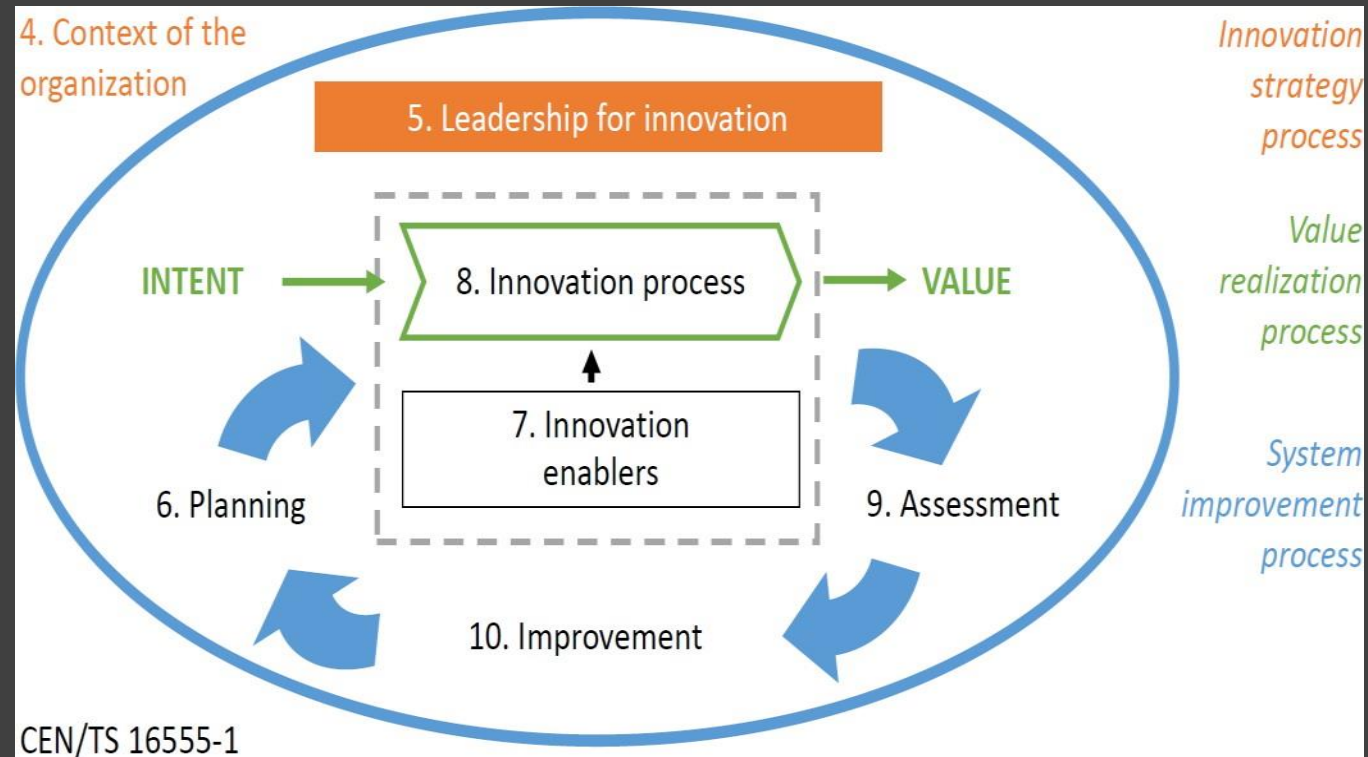 4. Context of the
organization
5. Leadership for innovation
Innovation
strategy
process
INTENT
8. Innovation process
VALUE
Value
realization
process
7. Innovation
enablers
6. Planning
9. Assessment
System
improvement
process
10. Improvement
CEN/TS 16555-1